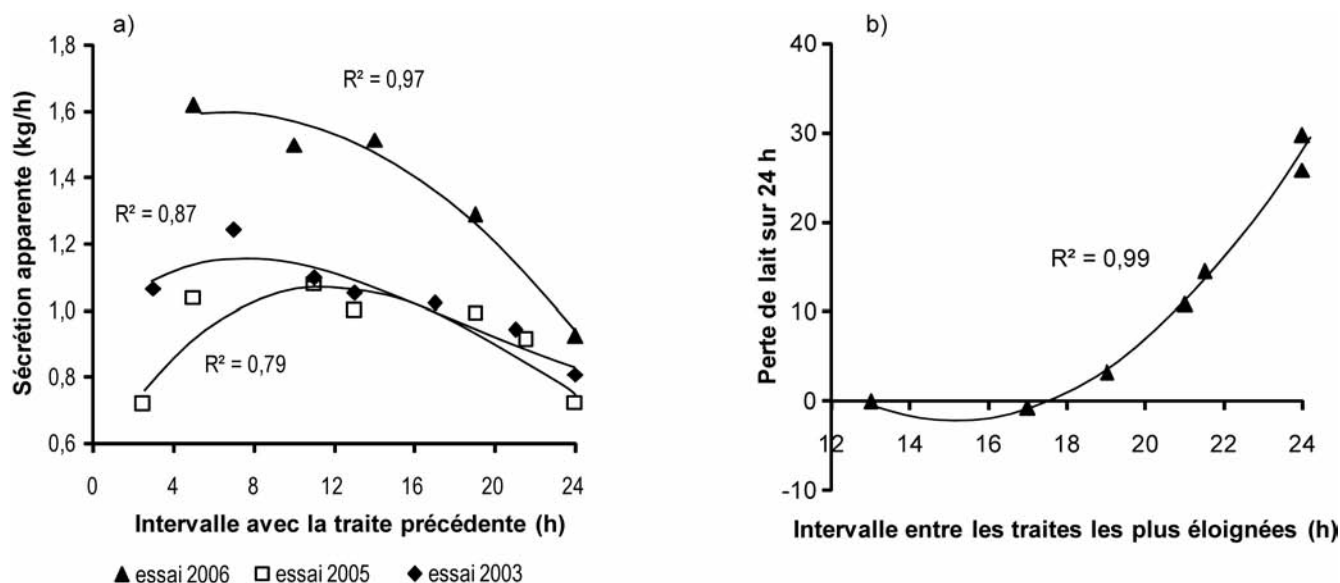 a)
Sécrétion apparente (kg/h)
1,8
1,6
1,4
1,2
1,0
0,8
0,6
R² = 0,97
R² = 0,87
R² = 0,79
0 4 8 12 16 20 24
Intervalle avec la traite précédente (h)
essai 2006 essai 2005 essai 2003
b)
Perte de lait sur 24 h
40
30
20
10
0
-10
R² = 0,99
12 14 16 18 20 22 24
Intervalle entre les traites les plus éloignées (h)